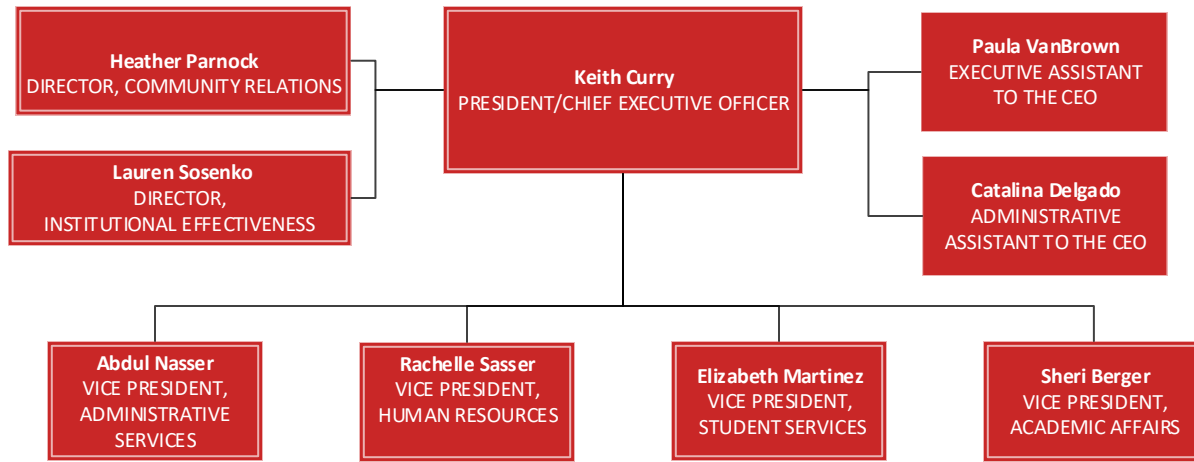 Heather Parnock
DIRECTOR, COMMUNITY RELATIONS
Keith Curry
PRESIDENT/CHIEF EXECUTIVE OFFICER
Paula VanBrown
EXECUTIVE ASSISTANT
TO THE CEO
Lauren Sosenko
DIRECTOR,
INSTITUTIONAL EFFECTIVENESS
Catalina Delgado
ADMINISTRATIVE
ASSISTANT TO THE CEO
Abdul Nasser
VICE PRESIDENT,
ADMINISTRATIVE
SERVICES
Rachelle Sasser
VICE PRESIDENT,
HUMAN RESOURCES
Elizabeth Martinez
VICE PRESIDENT,
STUDENT SERVICES
Sheri Berger
VICE PRESIDENT,
ACADEMIC AFFAIRS